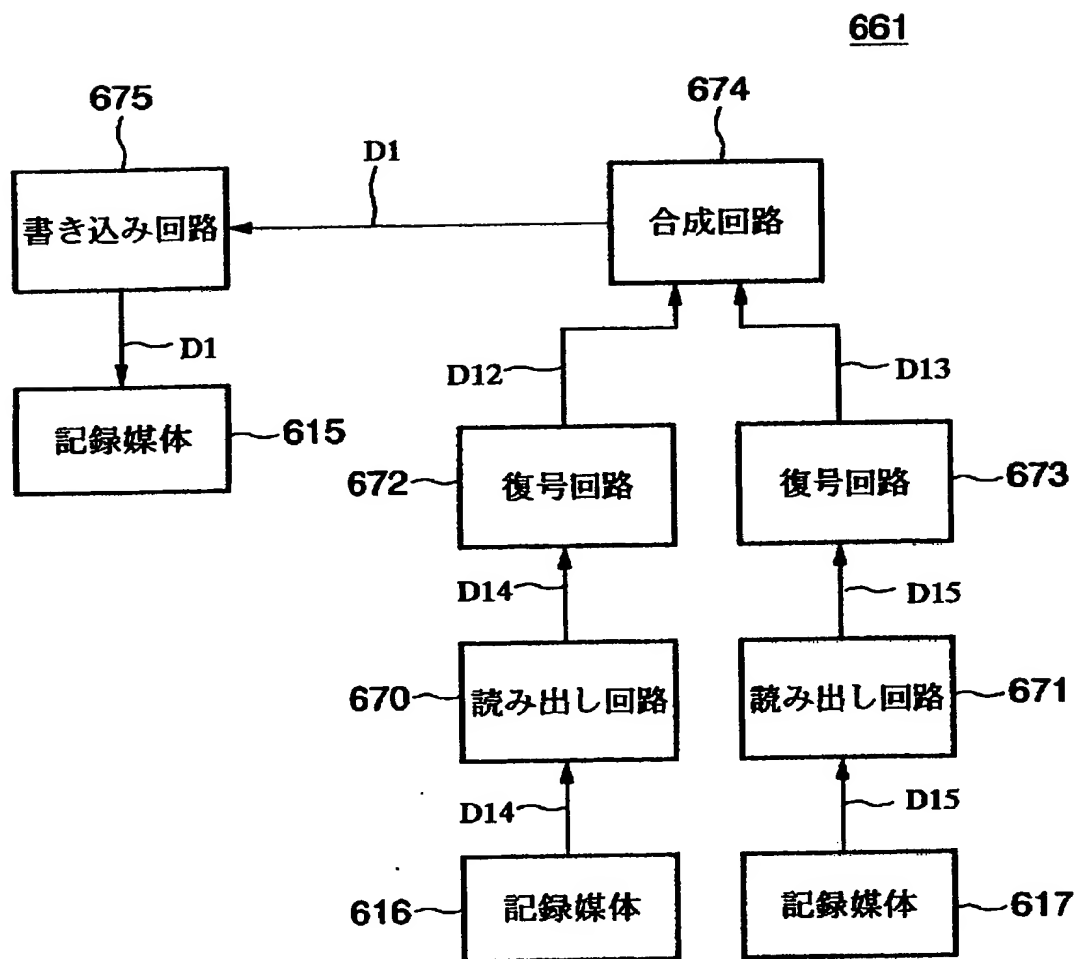 661
675
674
D1
書き込み回路
合成回路
D1
D12
D13
記録媒体
615
672
復号回路
復号回路
673
D14
D15
670
読み出し回路
読み出し回路
671
D14
D15
616
記録媒体
記録媒体
617